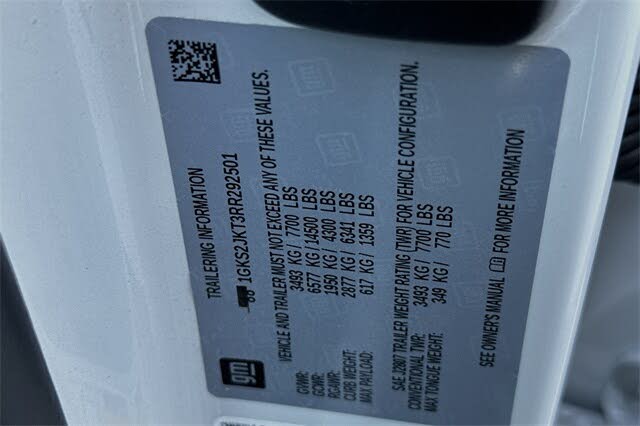 TRAILERING INFORMATION
1GKS2JKT3RR292501
VEHICLE AND TRAILER MUST NOT EXCEED ANY OF THESE VALUES.
GVWR: 3493 KG / 7700 LBS
GCWR: 6577 KG / 14500 LBS
RGAWR: 1950 KG / 4300 LBS
CURB WEIGHT: 2877 KG / 6341 LBS
MAX PAYLOAD: 617 KG / 1359 LBS
SAE J2807 TRAILER WEIGHT RATING (TWR) FOR VEHICLE CONFIGURATION.
CONVENTIONAL TWR: 3493 KG / 7700 LBS
MAX TONGUE WEIGHT: 349 KG / 770 LBS
SEE OWNER'S MANUAL FOR MORE INFORMATION
gm